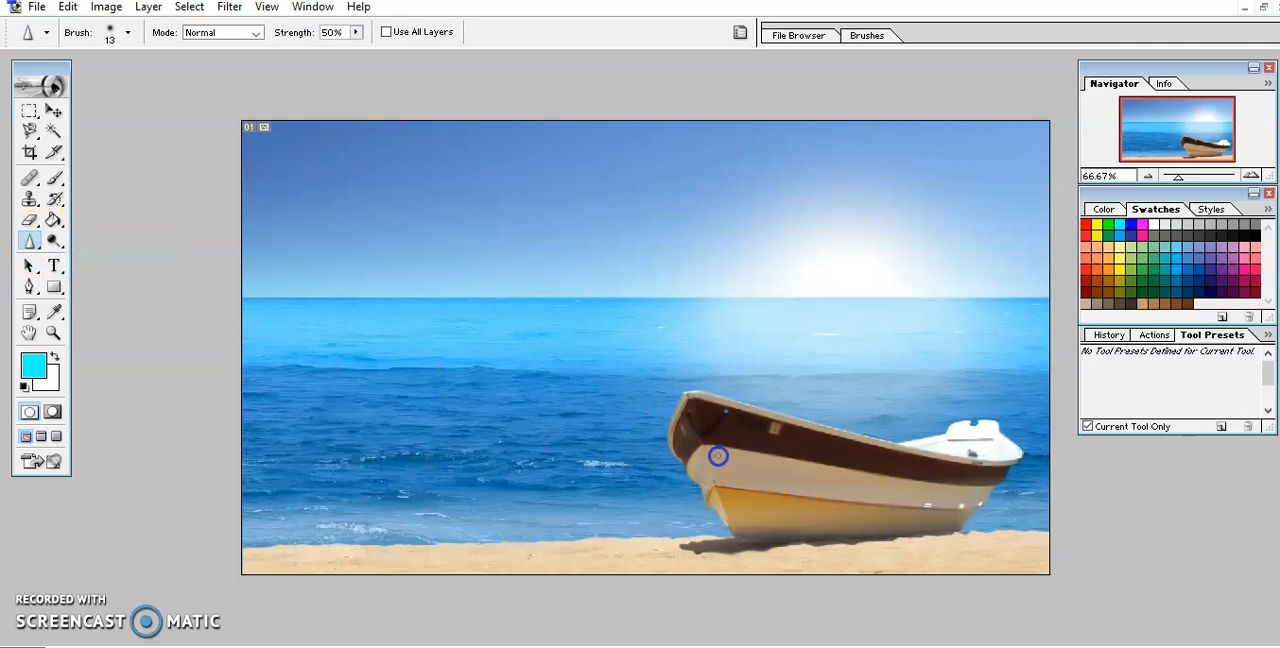 File Edit Image Layer Select Filter View Window Help
Brush: 13 Mode: Normal Strength: 50% Use All Layers File Browser Brushes
Navigator Info
01
66.67%
Color Swatches Styles
T
History Actions Tool Presets
No Tool Presets Defined for Current Tool.
Current Tool Only
RECORDED WITH
SCREENCAST MATIC